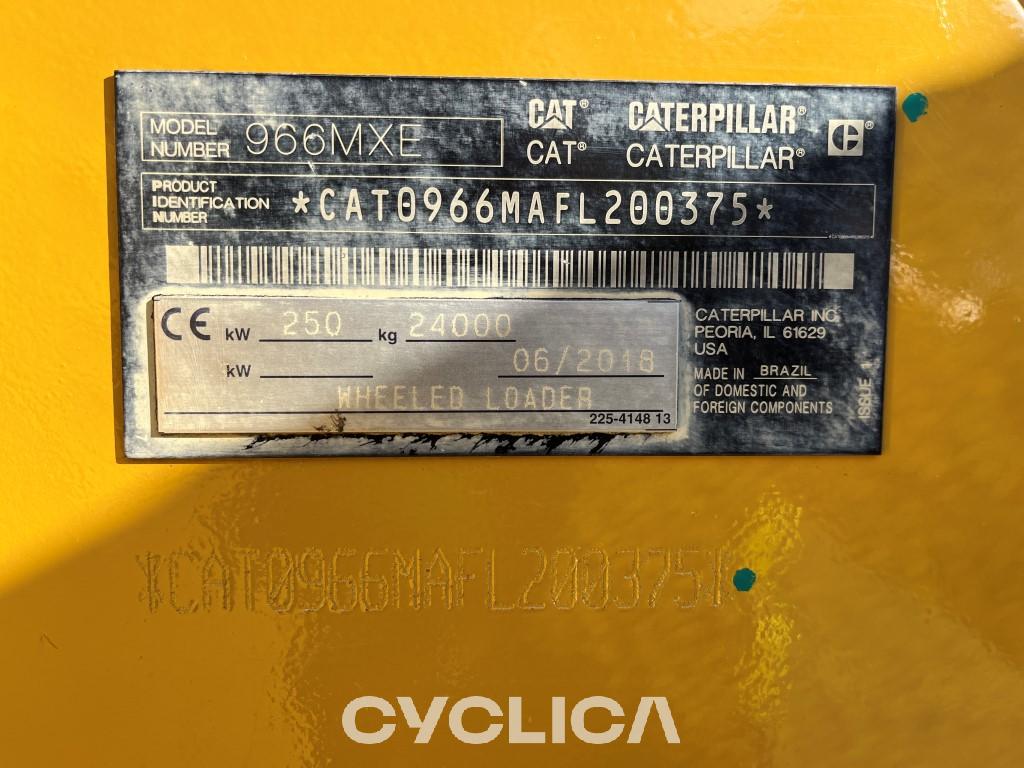 MODEL NUMBER 966MXE
CAT® CATERPILLAR®
CAT® CATERPILLAR®
PRODUCT IDENTIFICATION NUMBER *CAT0966MAFL200375*
CE kW 250 kg 24000
kW 06/2018
WHEELED LOADER
225-4148 13
CATERPILLAR INC.
PEORIA, IL 61629
USA
MADE IN BRAZIL
OF DOMESTIC AND
FOREIGN COMPONENTS
*CAT0966MAFL200375*
CYCLICA